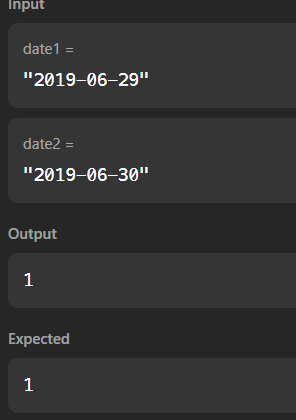 Input
date1 =
"2019-06-29"
date2 =
"2019-06-30"
Output
1
Expected
1